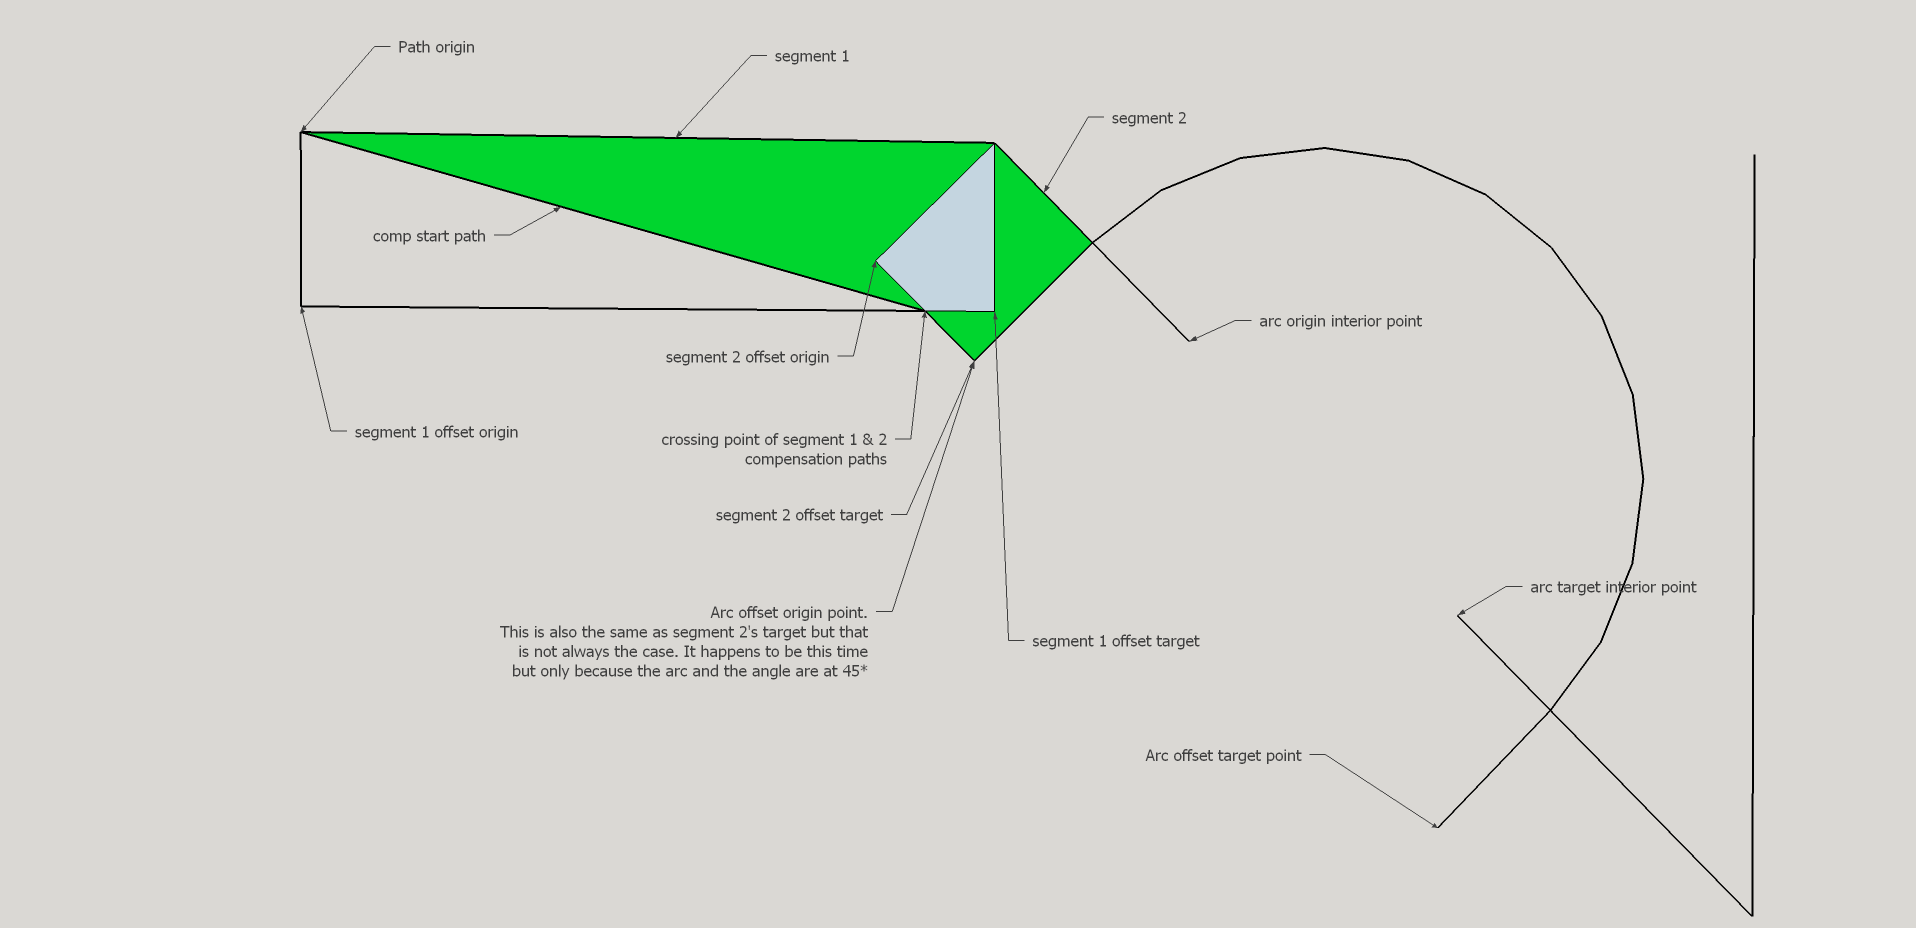 Path origin
segment 1
segment 2
comp start path
arc origin interior point
segment 2 offset origin
segment 1 offset origin
crossing point of segment 1 & 2
compensation paths
segment 2 offset target
arc target interior point
Arc offset origin point.
This is also the same as segment 2's target but that
is not always the case. It happens to be this time
but only because the arc and the angle are at 45*
segment 1 offset target
Arc offset target point